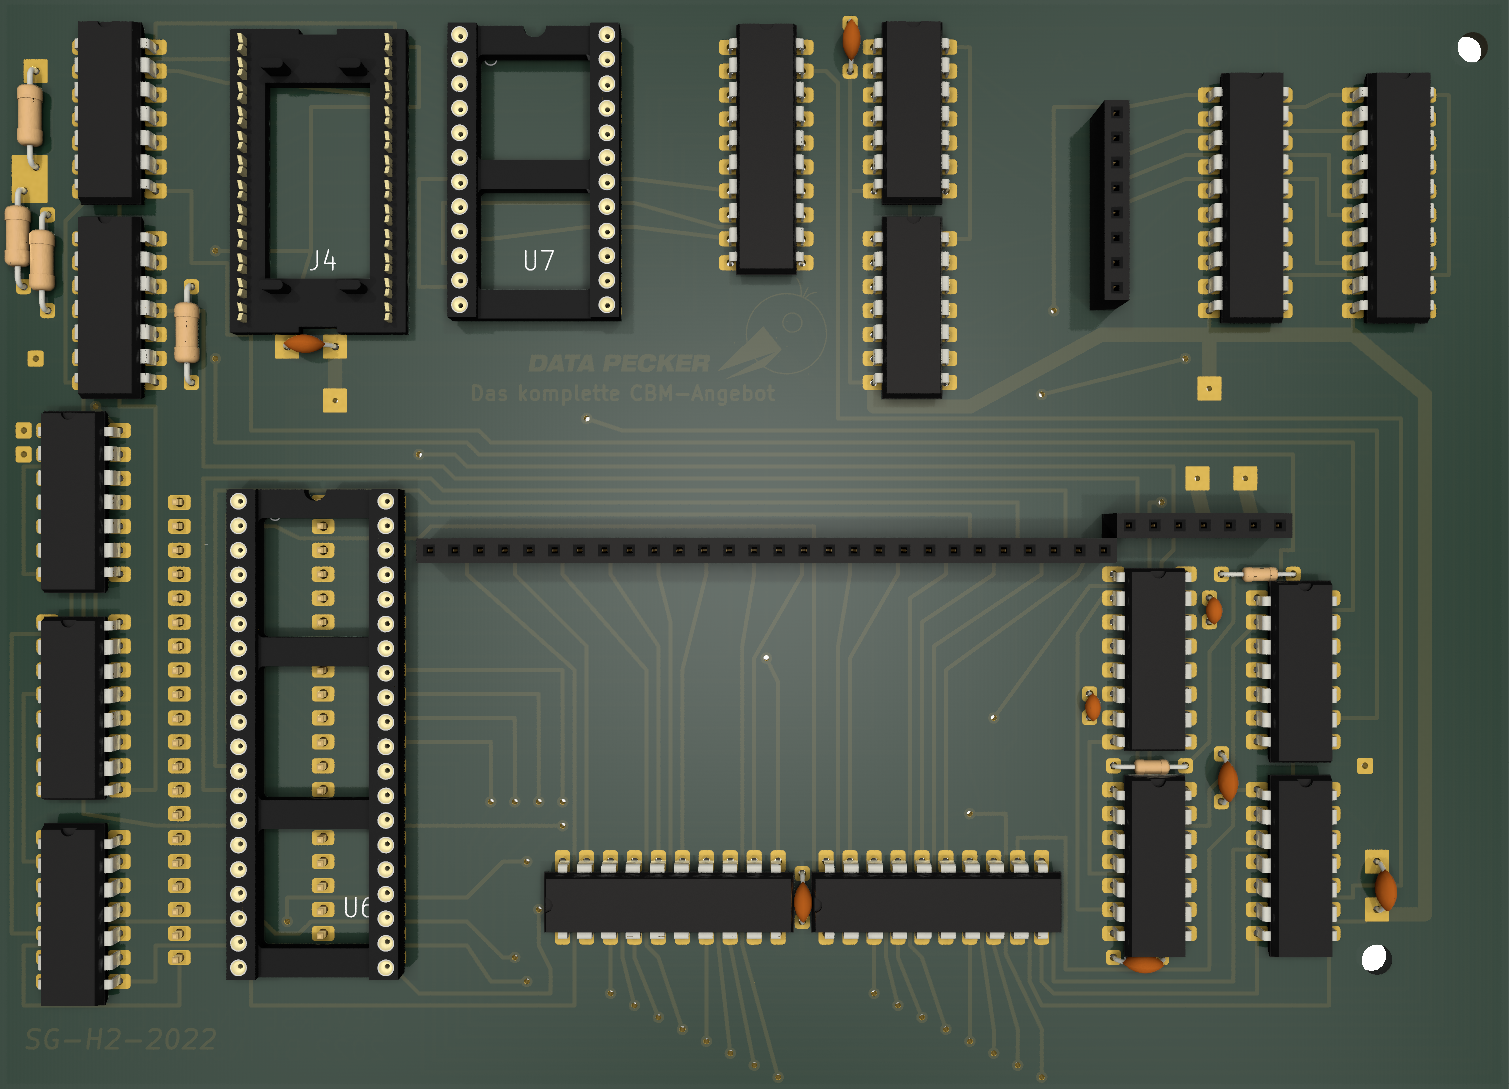 J4
U7
DATA PECKER
Das komplette CBM-Angebot
U6
SG-H2-2022